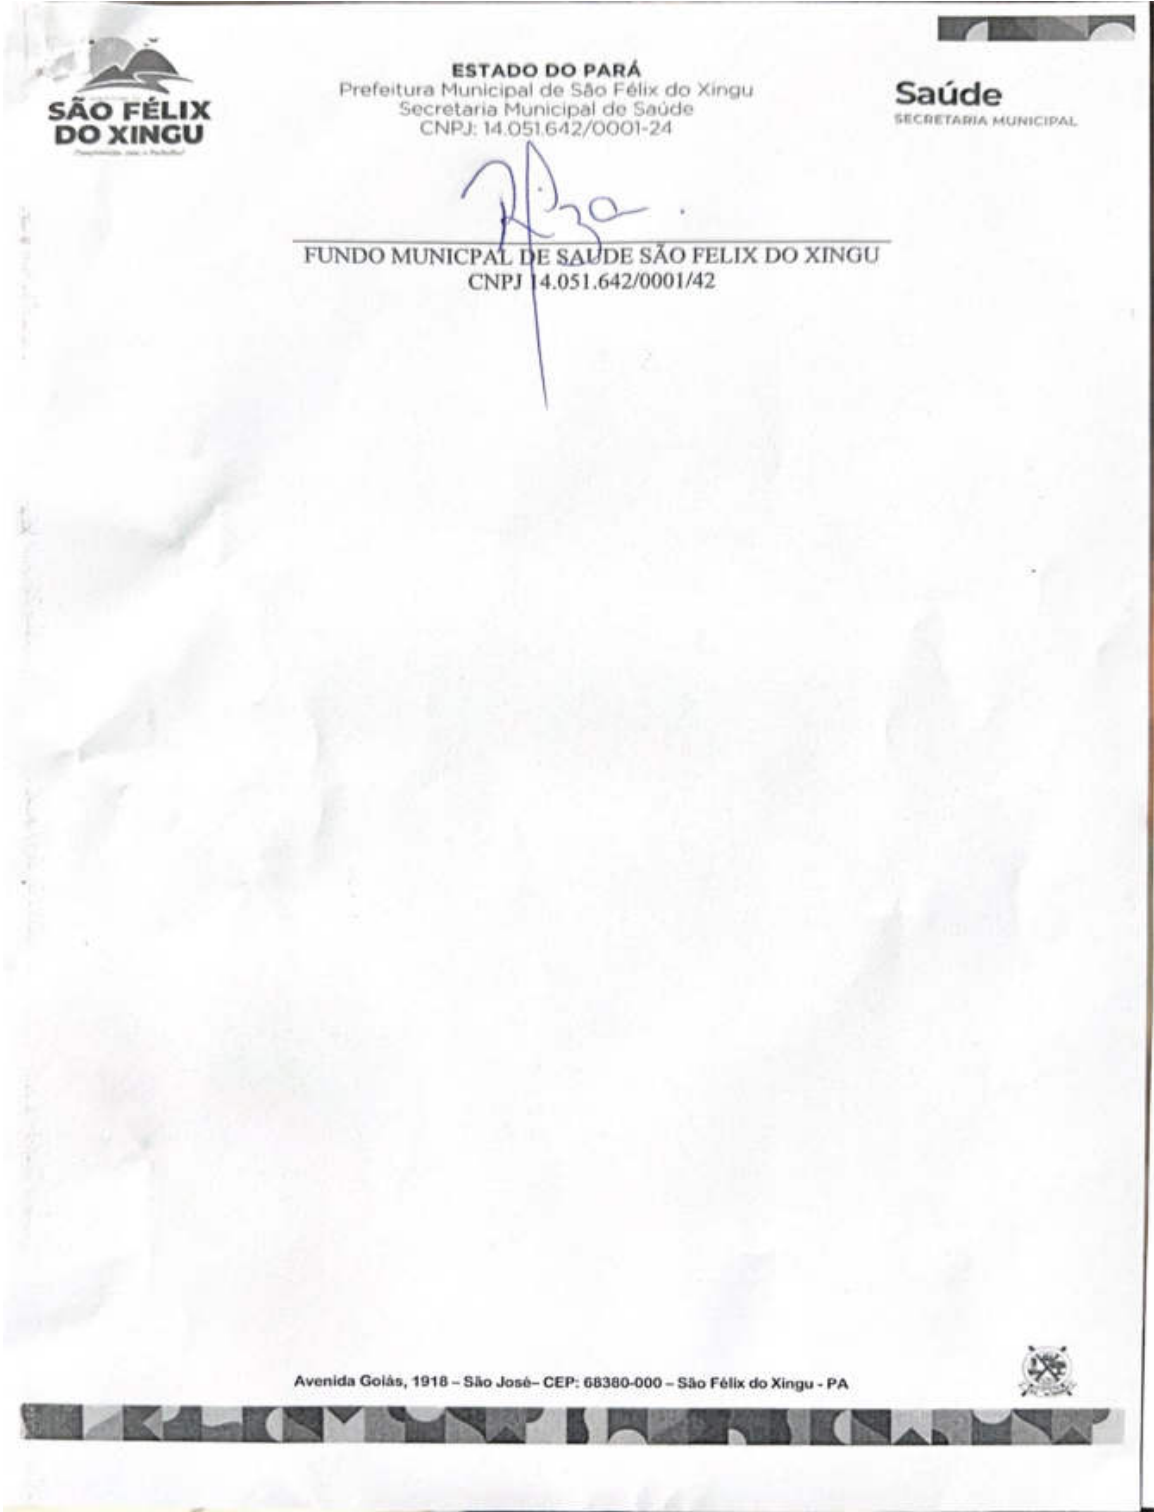 SÃO FÉLIX
DO XINGU
ESTADO DO PARÁ
Prefeitura Municipal de São Félix do Xingu
Secretaria Municipal de Saúde
CNPJ: 14.051.642/0001-24
Saúde
SECRETARIA MUNICIPAL
FUNDO MUNICPAL DE SAUDE SÃO FELIX DO XINGU
CNPJ 14.051.642/0001/42
Avenida Goiás, 1918 – São José– CEP: 68380-000 – São Félix do Xingu - PA